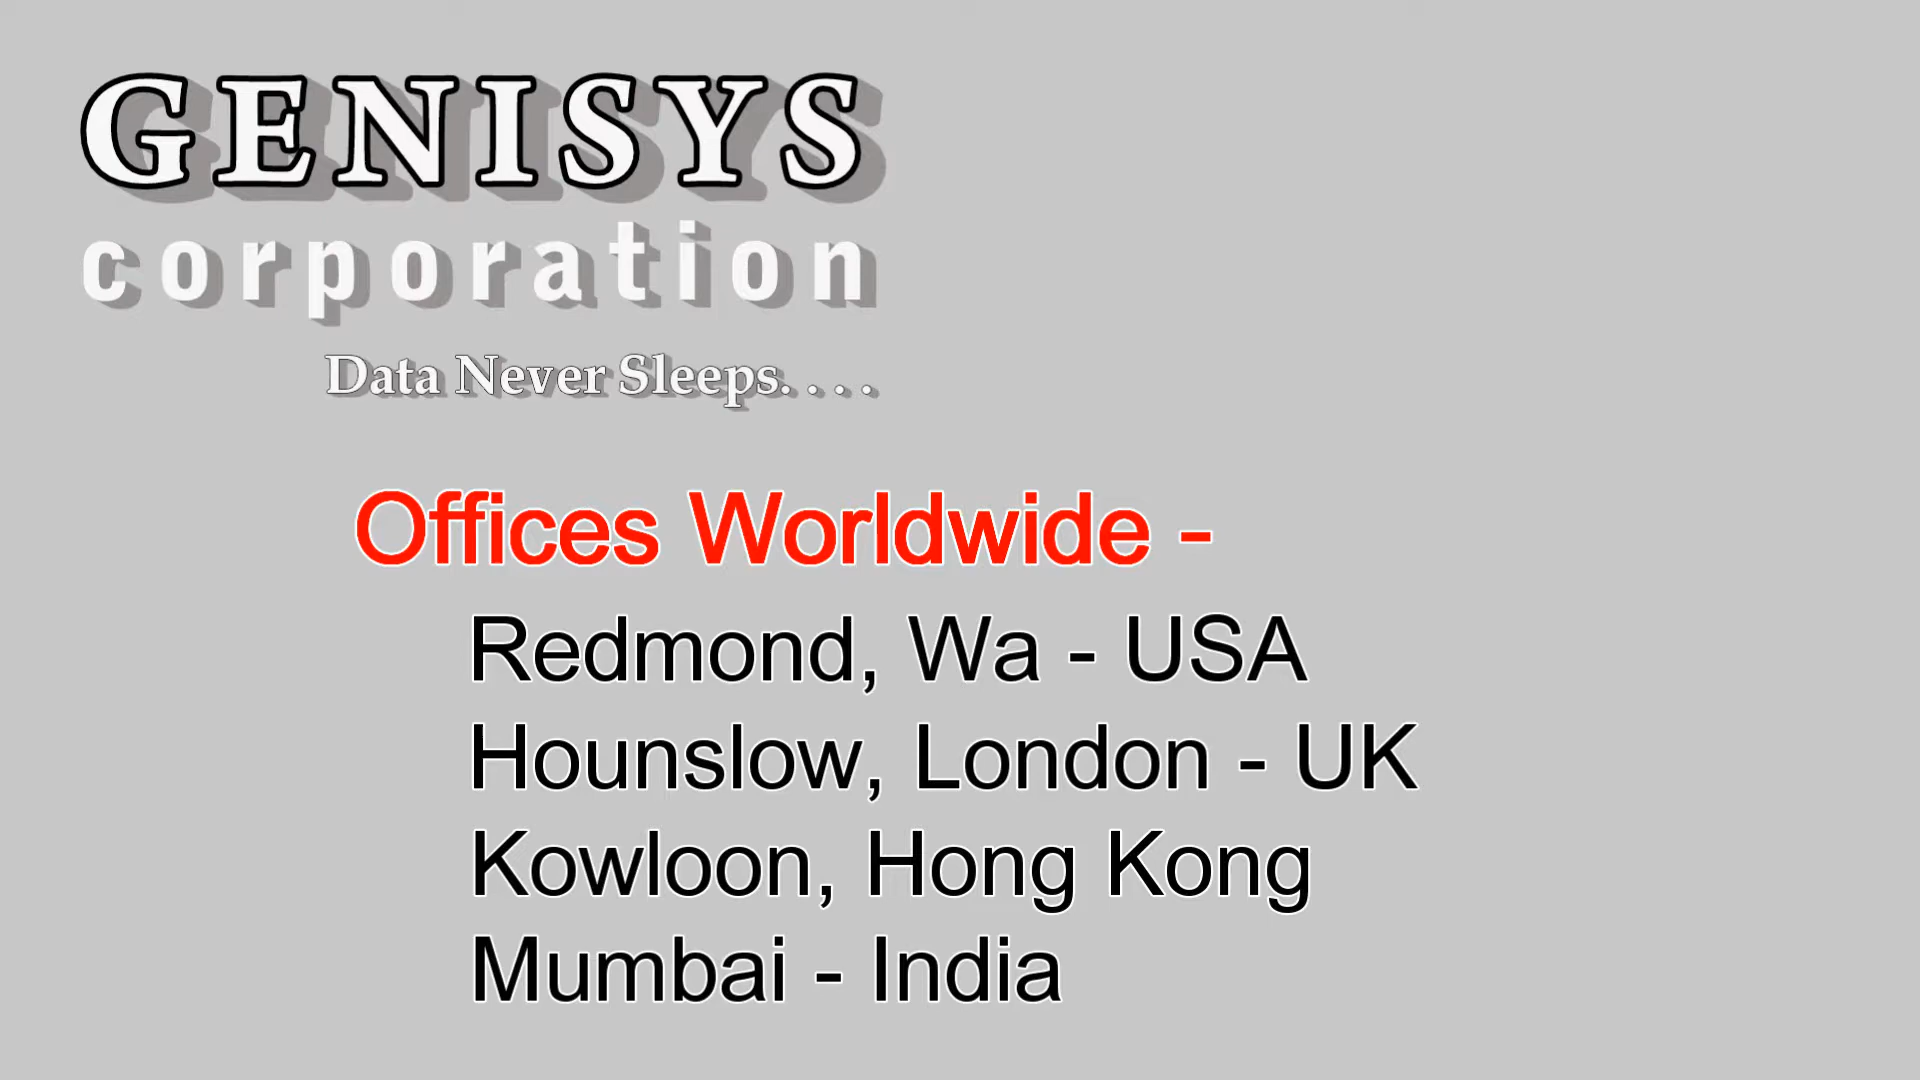 GENISYS
corporation
Data Never Sleeps. . . .
Offices Worldwide -
Redmond, Wa - USA
Hounslow, London - UK
Kowloon, Hong Kong
Mumbai - India